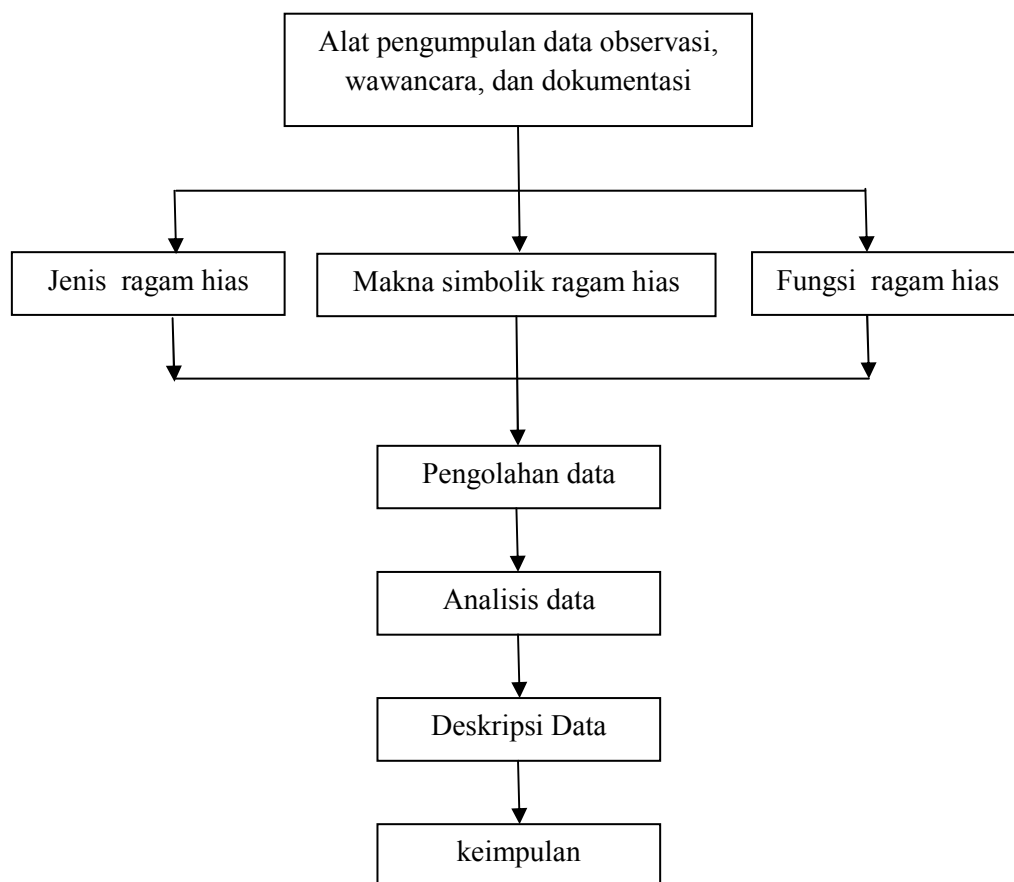 Alat pengumpulan data observasi,
wawancara, dan dokumentasi
Jenis ragam hias
Makna simbolik ragam hias
Fungsi ragam hias
Pengolahan data
Analisis data
Deskripsi Data
keimpulan